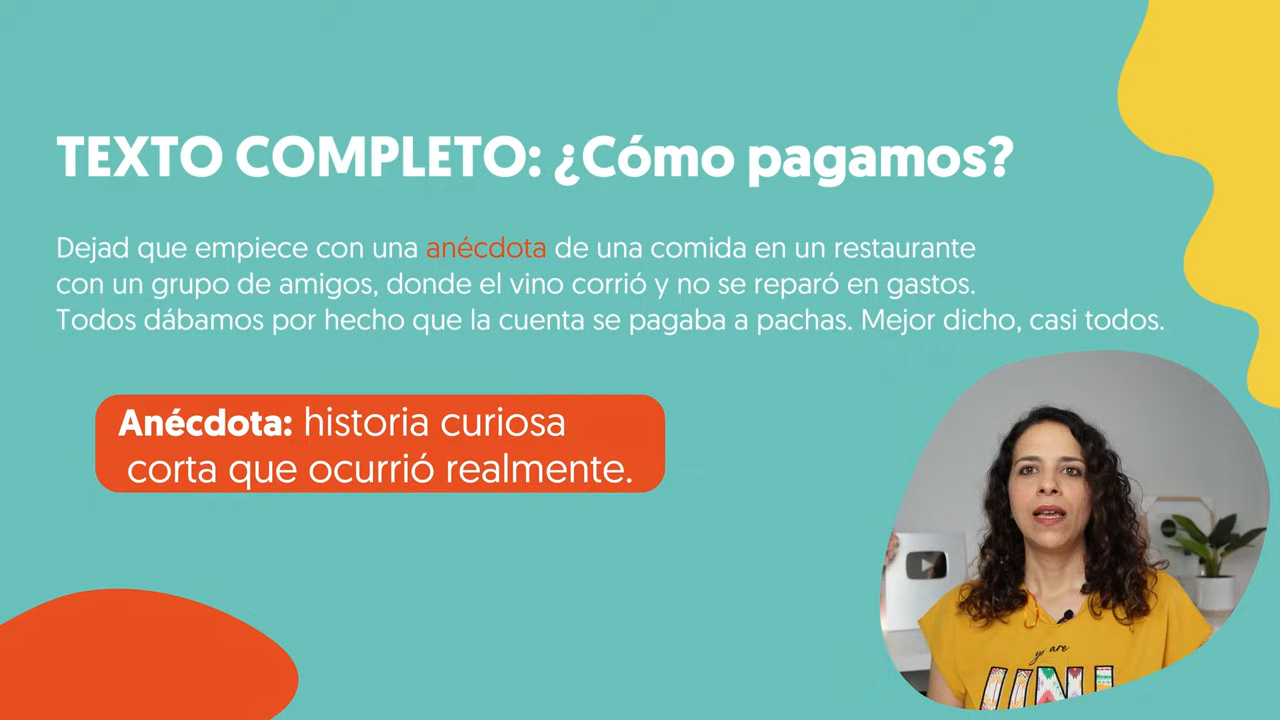 TEXTO COMPLETO: ¿Cómo pagamos?
Dejad que empiece con una anécdota de una comida en un restaurante
con un grupo de amigos, donde el vino corrió y no se reparó en gastos.
Todos dábamos por hecho que la cuenta se pagaba a pachas. Mejor dicho, casi todos.
Anécdota: historia curiosa
corta que ocurrió realmente.
are